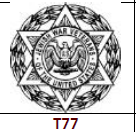 · JEWISH WAR VETERANS ·
OF THE UNITED STATES
T77